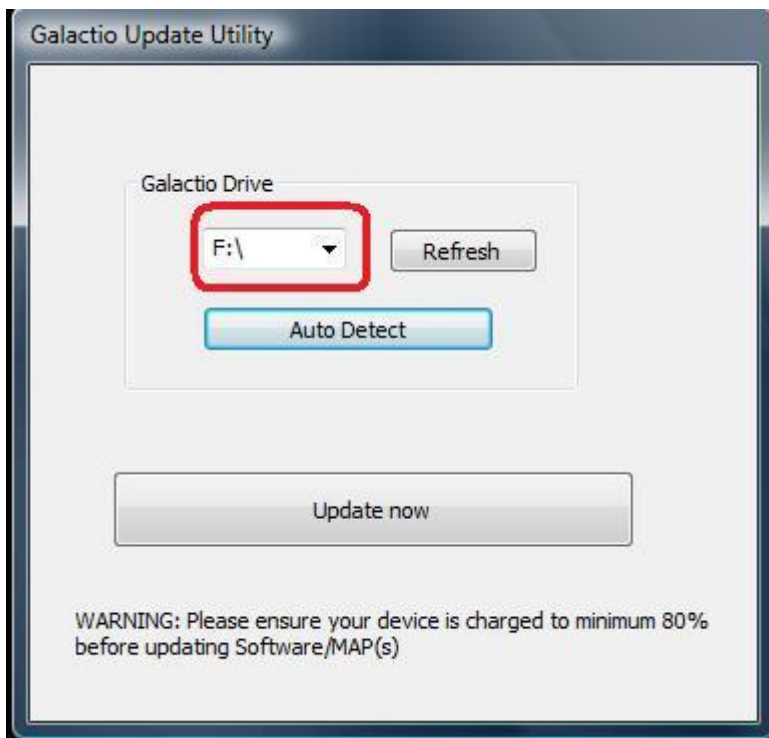 Galactio Update Utility
Galactio Drive
F:\
Refresh
Auto Detect
Update now
WARNING: Please ensure your device is charged to minimum 80%
before updating Software/MAP(s)